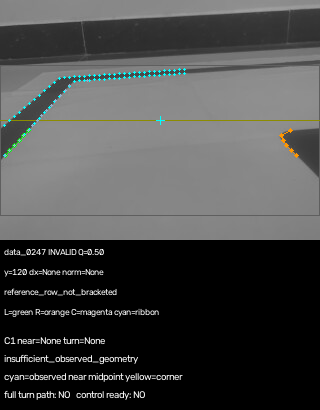 data_0247 INVALID Q=0.50
y=120 dx=None norm=None
reference_row_not_bracketed
L=green R=orange C=magenta cyan=ribbon
C1 near=None turn=None
insufficient_observed_geometry
cyan=observed near midpoint yellow=corner
full turn path: NO control ready: NO